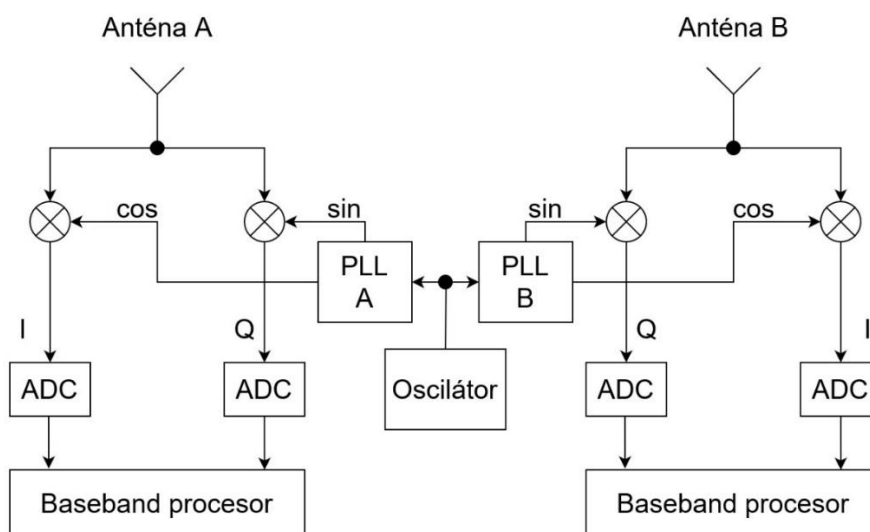 Anténa A
Anténa B
cos
sin
sin
cos
PLL
A
PLL
B
I
Q
Q
I
ADC
ADC
Oscilátor
ADC
ADC
Baseband procesor
Baseband procesor